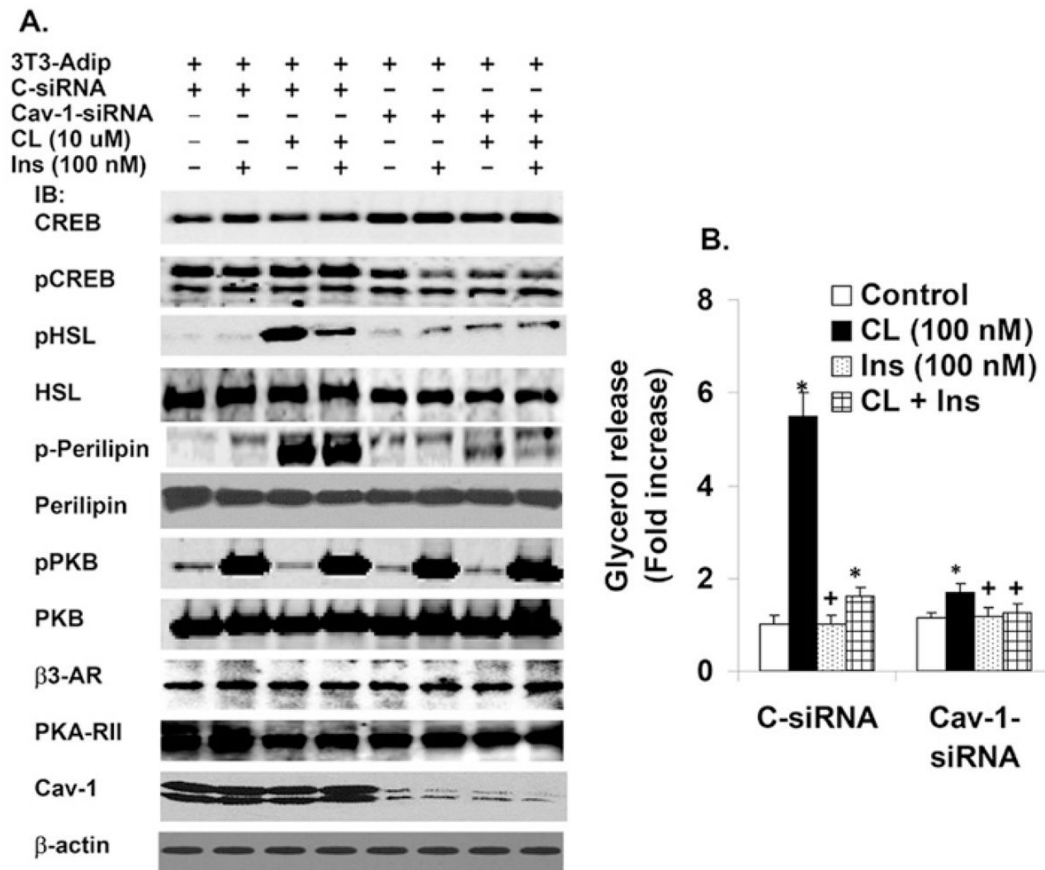 A.
3T3-Adip + + + + + + + +
C-siRNA + + + + – – – –
Cav-1-siRNA – – – – + + + +
CL (10 uM) – – + + – – + +
Ins (100 nM) – + – + – + – +
IB:
CREB
pCREB
pHSL
HSL
p-Perilipin
Perilipin
pPKB
PKB
β3-AR
PKA-RII
Cav-1
β-actin
B.
Glycerol release
(Fold increase)
8
6
4
2
0
Control
CL (100 nM)
Ins (100 nM)
CL + Ins
* + * * + +
C-siRNA
Cav-1-
siRNA